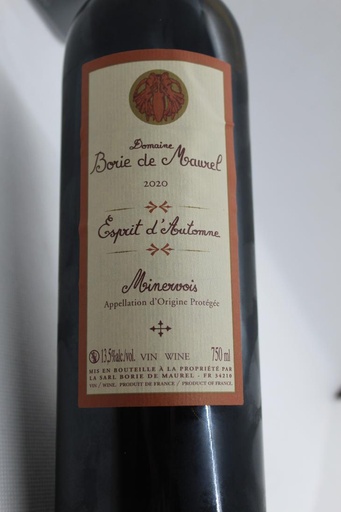 Domaine
Borie de Maurel
2020
Esprit d'Automne
Minervois
Appellation d'Origine Protégée
13,5%alc./vol. VIN WINE 750 ml
MIS EN BOUTEILLE À LA PROPRIÉTÉ PAR
LA SARL BORIE DE MAUREL - FR 34210
VIN / WINE, PRODUIT DE FRANCE / PRODUCT OF FRANCE.